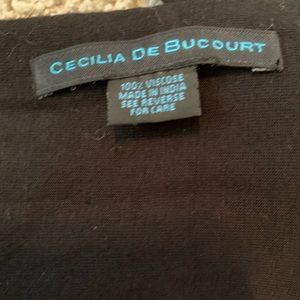 CECILIA DE BUCOURT
100% VISCOSE
MADE IN INDIA
SEE REVERSE
FOR CARE